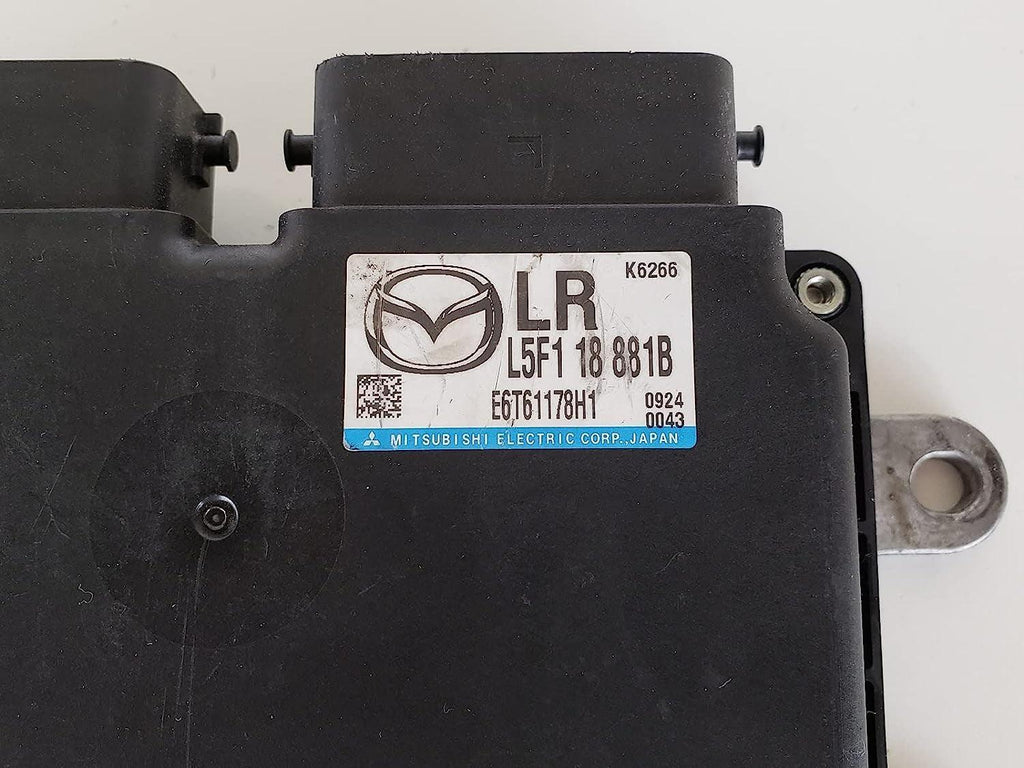 LR K6266
L5F1 18 881B
E6T61178H1 0924
0043
MITSUBISHI ELECTRIC CORP.,JAPAN